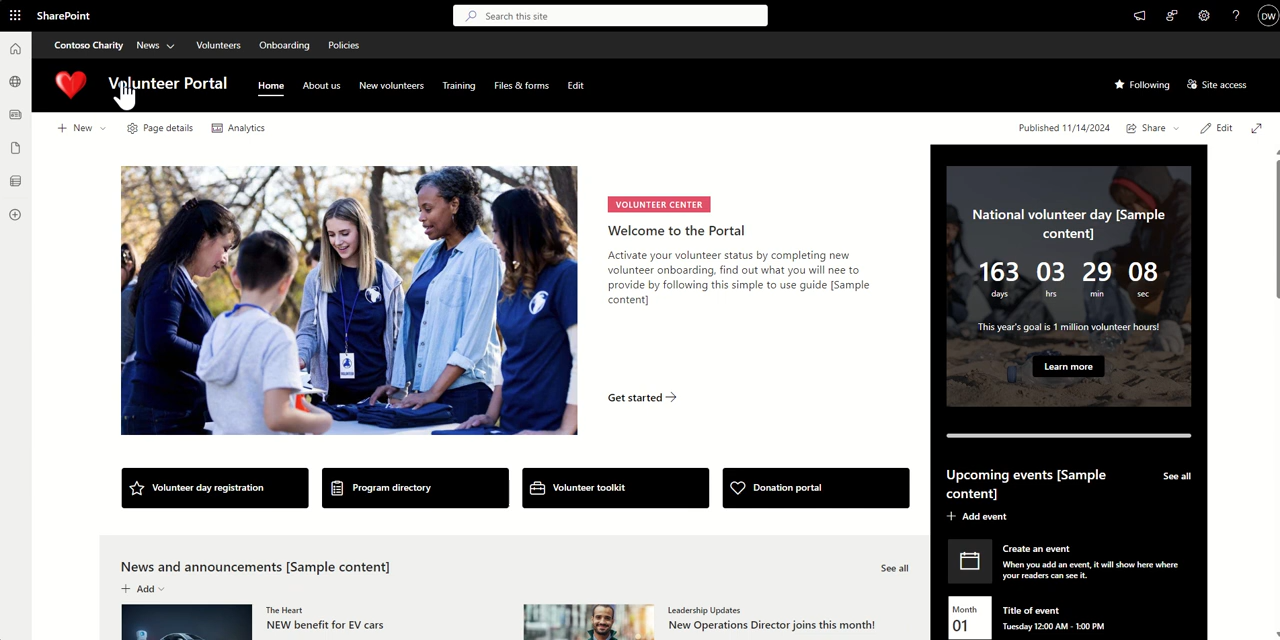 SharePoint
Search this site
DW
Contoso Charity
News
Volunteers
Onboarding
Policies
Volunteer Portal
Home
About us
New volunteers
Training
Files & forms
Edit
Following
Site access
New
Page details
Analytics
Published 11/14/2024
Share
Edit
VOLUNTEER CENTER
Welcome to the Portal
Activate your volunteer status by completing new
volunteer onboarding, find out what you will nee to
provide by following this simple to use guide [Sample
content]
Get started
National volunteer day [Sample
content]
163 03 29 08
days hrs min sec
This year's goal is 1 million volunteer hours!
Learn more
Volunteer day registration
Program directory
Volunteer toolkit
Donation portal
Upcoming events [Sample
content]
See all
Add event
Create an event
When you add an event, it will show here where
your readers can see it.
Month
01
Title of event
Tuesday 12:00 AM - 1:00 PM
News and announcements [Sample content]
See all
Add
The Heart
NEW benefit for EV cars
Leadership Updates
New Operations Director joins this month!